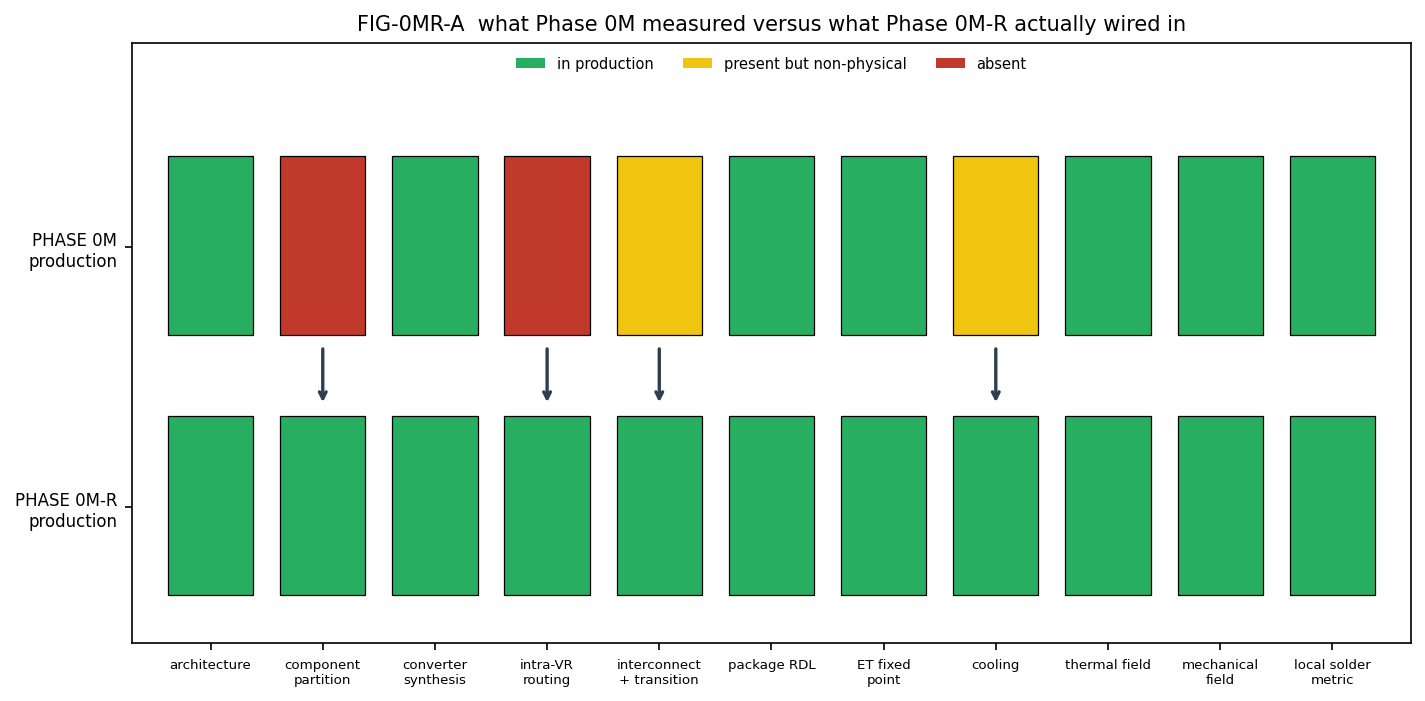 FIG-0MR-A  what Phase 0M measured versus what Phase 0M-R actually wired in
in production
present but non-physical
absent
PHASE 0M
production
PHASE 0M-R
production
architecture
component
partition
converter
synthesis
intra-VR
routing
interconnect
+ transition
package RDL
ET fixed
point
cooling
thermal field
mechanical
field
local solder
metric